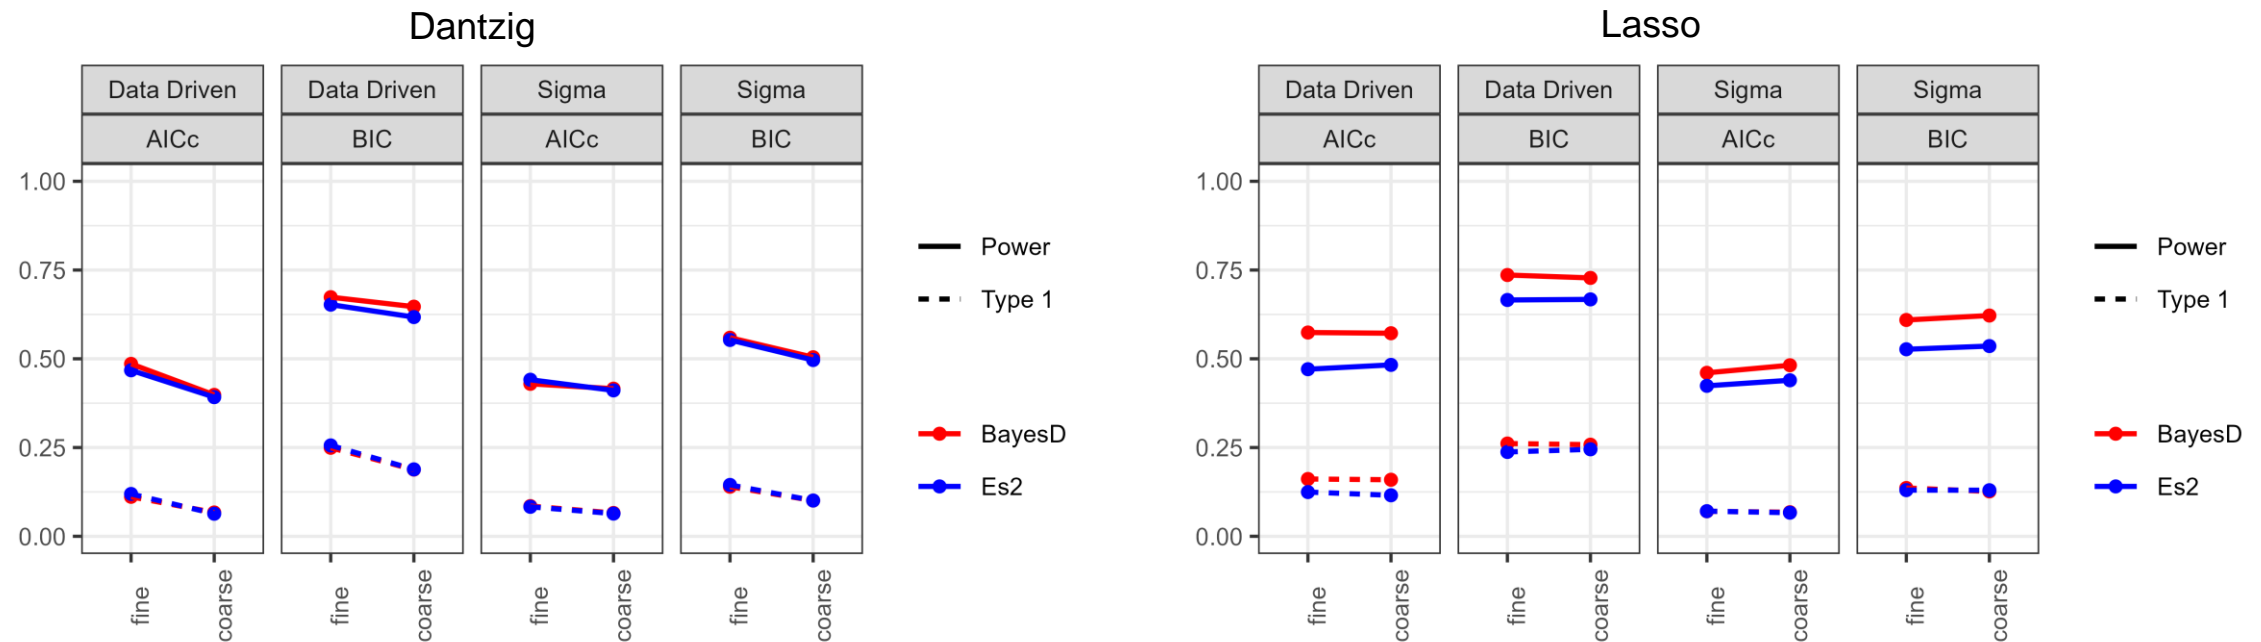 Dantzig
Data Driven Data Driven Sigma Sigma
AICc BIC AICc BIC
1.00
0.75
0.50
0.25
0.00
fine coarse fine coarse fine coarse fine coarse
Power
Type 1
BayesD
Es2
Lasso
Data Driven Data Driven Sigma Sigma
AICc BIC AICc BIC
1.00
0.75
0.50
0.25
0.00
fine coarse fine coarse fine coarse fine coarse
Power
Type 1
BayesD
Es2